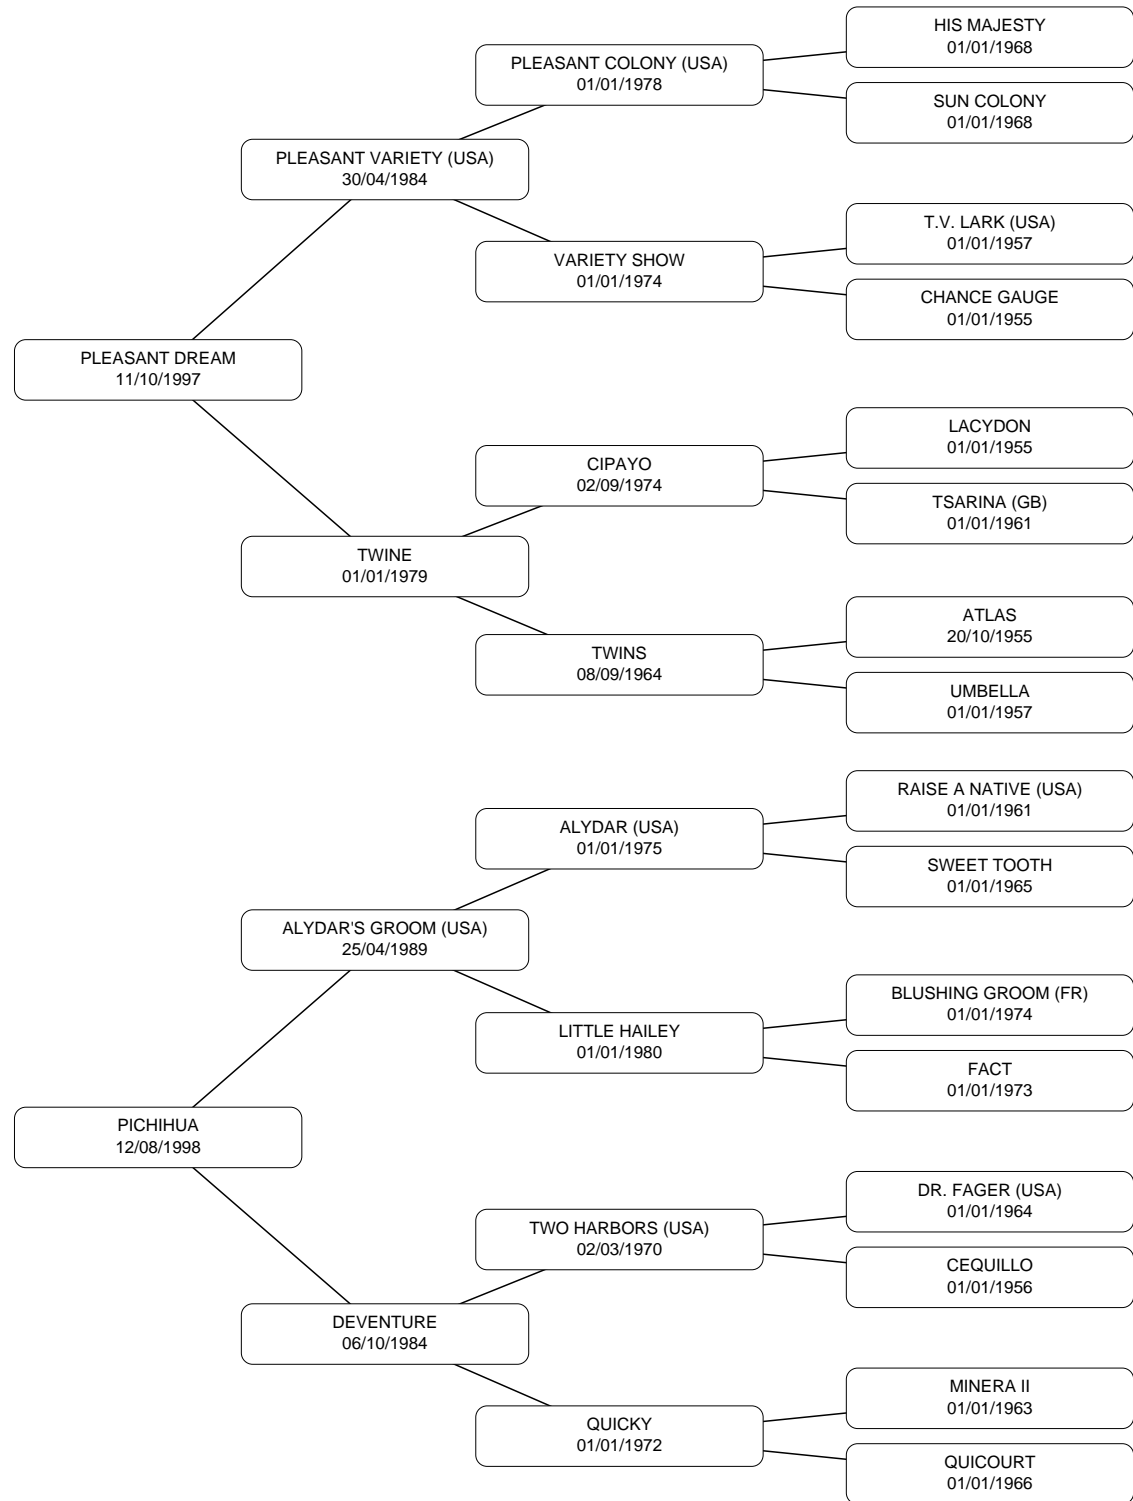 HIS MAJESTY
01/01/1968
PLEASANT COLONY (USA)
01/01/1978
SUN COLONY
01/01/1968
PLEASANT VARIETY (USA)
30/04/1984
T.V. LARK (USA)
01/01/1957
VARIETY SHOW
01/01/1974
CHANCE GAUGE
01/01/1955
PLEASANT DREAM
11/10/1997
LACYDON
01/01/1955
CIPAYO
02/09/1974
TSARINA (GB)
01/01/1961
TWINE
01/01/1979
ATLAS
20/10/1955
TWINS
08/09/1964
UMBELLA
01/01/1957
RAISE A NATIVE (USA)
01/01/1961
ALYDAR (USA)
01/01/1975
SWEET TOOTH
01/01/1965
ALYDAR'S GROOM (USA)
25/04/1989
BLUSHING GROOM (FR)
01/01/1974
LITTLE HAILEY
01/01/1980
FACT
01/01/1973
PICHIHUA
12/08/1998
DR. FAGER (USA)
01/01/1964
TWO HARBORS (USA)
02/03/1970
CEQUILLO
01/01/1956
DEVENTURE
06/10/1984
MINERA II
01/01/1963
QUICKY
01/01/1972
QUICOURT
01/01/1966